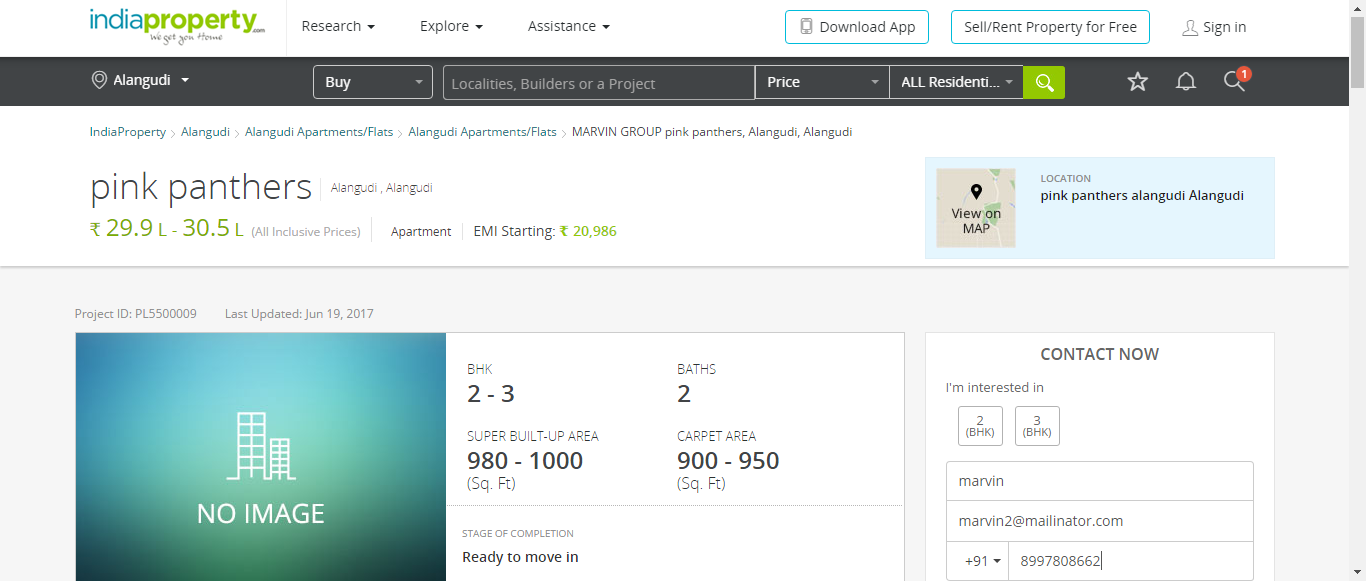 indiaproperty.com
We get you Home
Research Explore Assistance Download App Sell/Rent Property for Free Sign in
Alangudi Buy Localities, Builders or a Project Price ALL Residenti... 1
IndiaProperty > Alangudi > Alangudi Apartments/Flats > Alangudi Apartments/Flats > MARVIN GROUP pink panthers, Alangudi, Alangudi
pink panthers Alangudi , Alangudi
₹ 29.9 L - 30.5 L (All Inclusive Prices) Apartment EMI Starting: ₹ 20,986
View on
MAP
LOCATION
pink panthers alangudi Alangudi
Project ID: PL5500009 Last Updated: Jun 19, 2017
NO IMAGE
BHK
2 - 3
BATHS
2
SUPER BUILT-UP AREA
980 - 1000
(Sq. Ft)
CARPET AREA
900 - 950
(Sq. Ft)
STAGE OF COMPLETION
Ready to move in
CONTACT NOW
I'm interested in
2
(BHK)
3
(BHK)
marvin
marvin2@mailinator.com
+91 8997808662